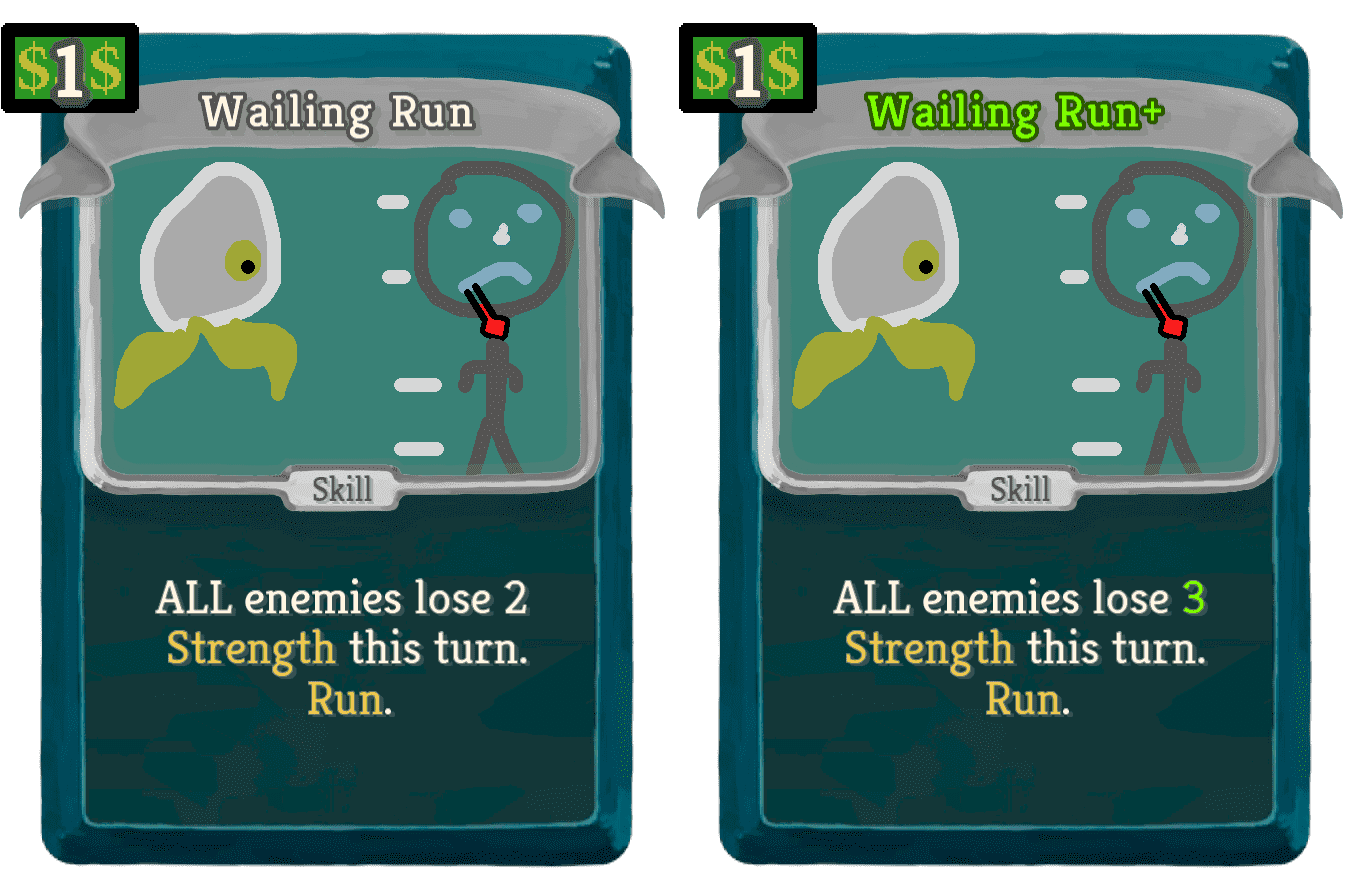 $1$
Wailing Run
Skill
ALL enemies lose 2
Strength this turn.
Run.
$1$
Wailing Run+
Skill
ALL enemies lose 3
Strength this turn.
Run.